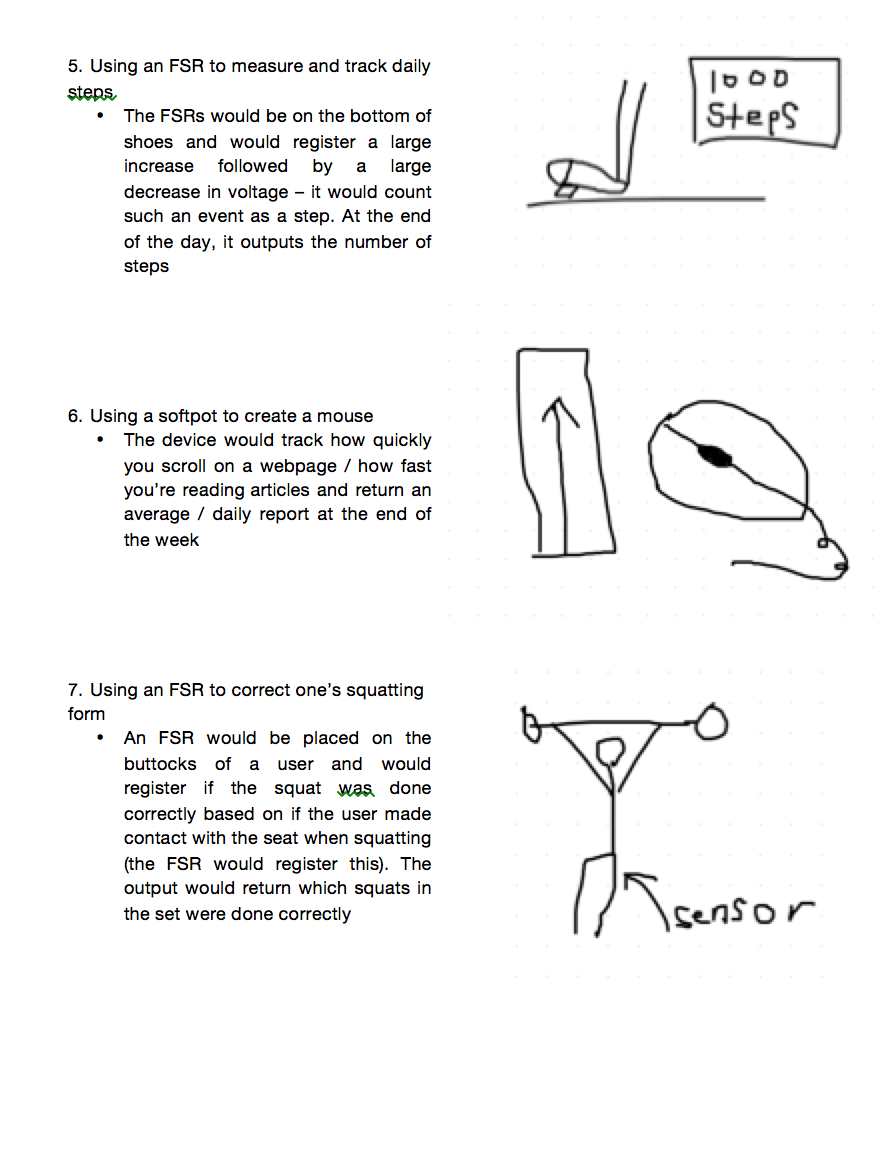 5. Using an FSR to measure and track daily
steps
• The FSRs would be on the bottom of
shoes and would register a large
increase followed by a large
decrease in voltage – it would count
such an event as a step. At the end
of the day, it outputs the number of
steps
1000
Steps
6. Using a softpot to create a mouse
• The device would track how quickly
you scroll on a webpage / how fast
you're reading articles and return an
average / daily report at the end of
the week
7. Using an FSR to correct one's squatting
form
• An FSR would be placed on the
buttocks of a user and would
register if the squat was done
correctly based on if the user made
contact with the seat when squatting
(the FSR would register this). The
output would return which squats in
the set were done correctly
sensor